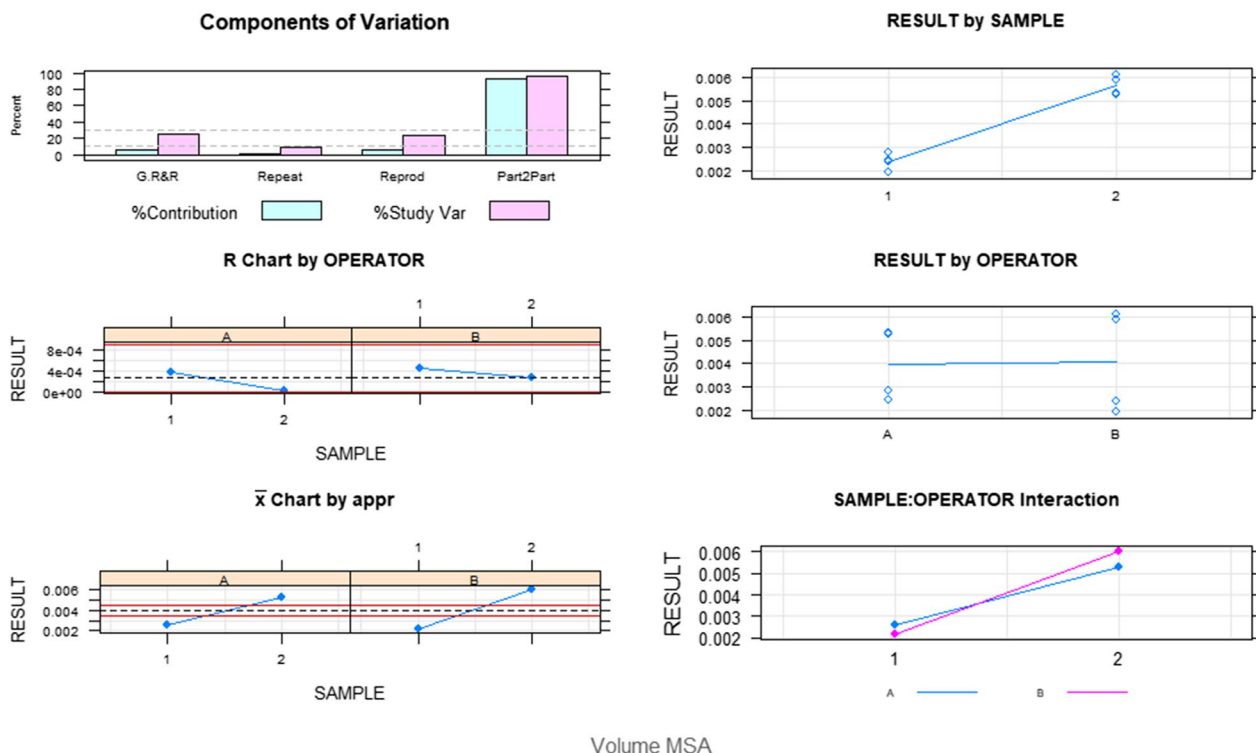 Components of Variation
Percent
100
80
60
40
20
0
G.R&R Repeat Reprod Part2Part
%Contribution %Study Var
RESULT by SAMPLE
RESULT
0.006
0.005
0.004
0.003
0.002
1 2
R Chart by OPERATOR
1 2
A B
RESULT
8e-04
4e-04
0e+00
1 2
SAMPLE
RESULT by OPERATOR
RESULT
0.006
0.005
0.004
0.003
0.002
A B
x̅ Chart by appr
1 2
A B
RESULT
0.006
0.004
0.002
1 2
SAMPLE
SAMPLE:OPERATOR Interaction
RESULT
0.006
0.005
0.004
0.003
0.002
1 2
A B
Volume MSA